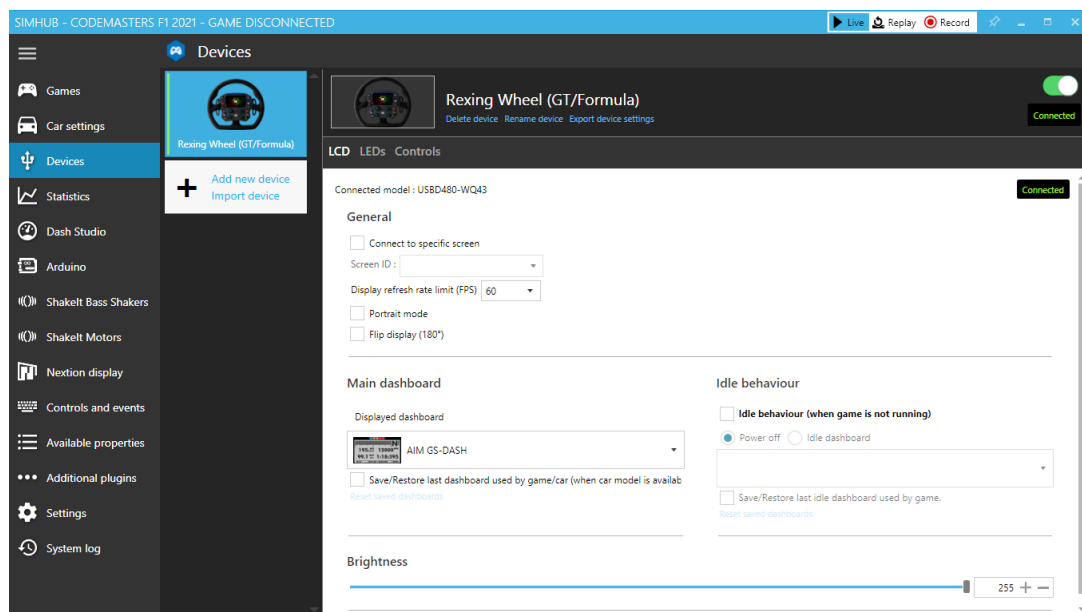 SIMHUB - CODEMASTERS F1 2021 - GAME DISCONNECTED
Live
Replay
Record
Devices
Games
Car settings
Devices
Statistics
Dash Studio
Arduino
ShakeIt Bass Shakers
ShakeIt Motors
Nextion display
Controls and events
Available properties
Additional plugins
Settings
System log
Rexing Wheel (GT/Formula)
Add new device
Import device
Rexing Wheel (GT/Formula)
Delete device Rename device Export device settings
Connected
LCD LEDs Controls
Connected model : USBD480-WQ43
Connected
General
Connect to specific screen
Screen ID :
Display refresh rate limit (FPS) 60
Portrait mode
Flip display (180°)
Main dashboard
Displayed dashboard
AIM GS-DASH
Save/Restore last dashboard used by game/car (when car model is availab
Reset saved dashboards
Idle behaviour
Idle behaviour (when game is not running)
Power off Idle dashboard
Save/Restore last idle dashboard used by game.
Reset saved dashboards
Brightness
255